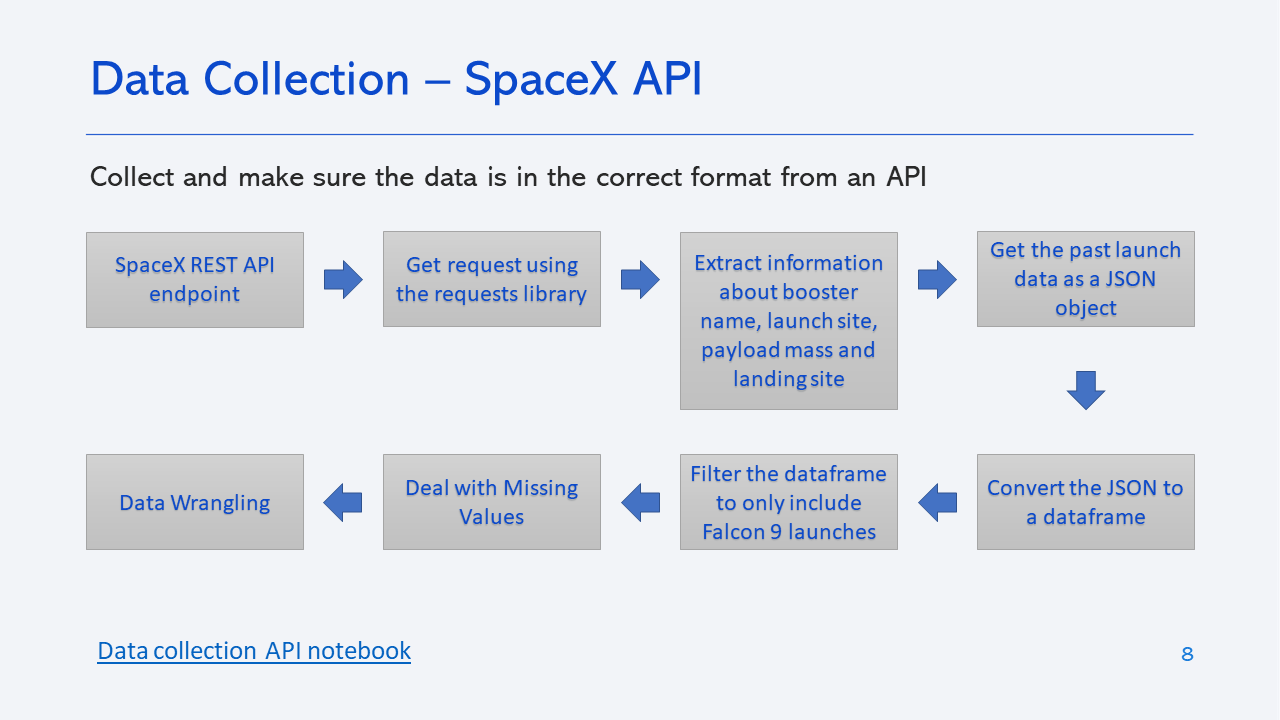 Data Collection – SpaceX API
Collect and make sure the data is in the correct format from an API
SpaceX REST API
endpoint
Get request using
the requests library
Extract information
about booster
name, launch site,
payload mass and
landing site
Get the past launch
data as a JSON
object
Convert the JSON to
a dataframe
Filter the dataframe
to only include
Falcon 9 launches
Deal with Missing
Values
Data Wrangling
Data collection API notebook
8